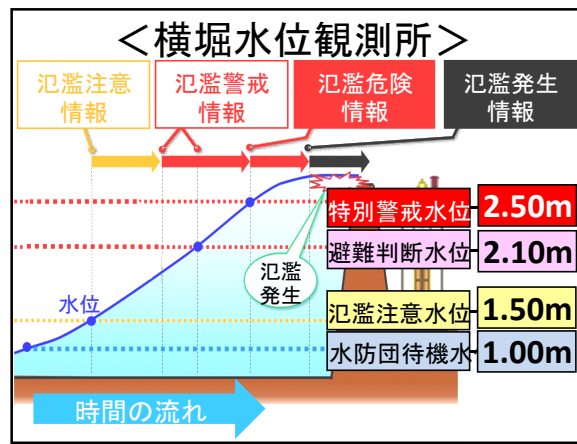 ＜横堀水位観測所＞
氾濫注意
情報
氾濫警戒
情報
氾濫危険
情報
氾濫発生
情報
特別警戒水位
2.50m
避難判断水位
2.10m
氾濫
発生
水位
氾濫注意水位
1.50m
水防団待機水
1.00m
時間の流れ